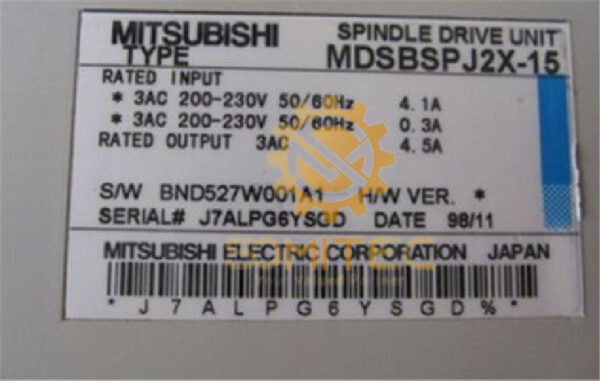 MITSUBISHI SPINDLE DRIVE UNIT
TYPE MDSBSPJ2X-15
RATED INPUT
* 3AC 200-230V 50/60Hz 4.1A
* 3AC 200-230V 50/60Hz 0.3A
RATED OUTPUT 3AC 4.5A
S/W BND527W001A1 H/W VER. *
SERIAL# J7ALPG6YSGD DATE 98/11
MITSUBISHI ELECTRIC CORPORATION JAPAN
*J7ALPG6YSGD%*